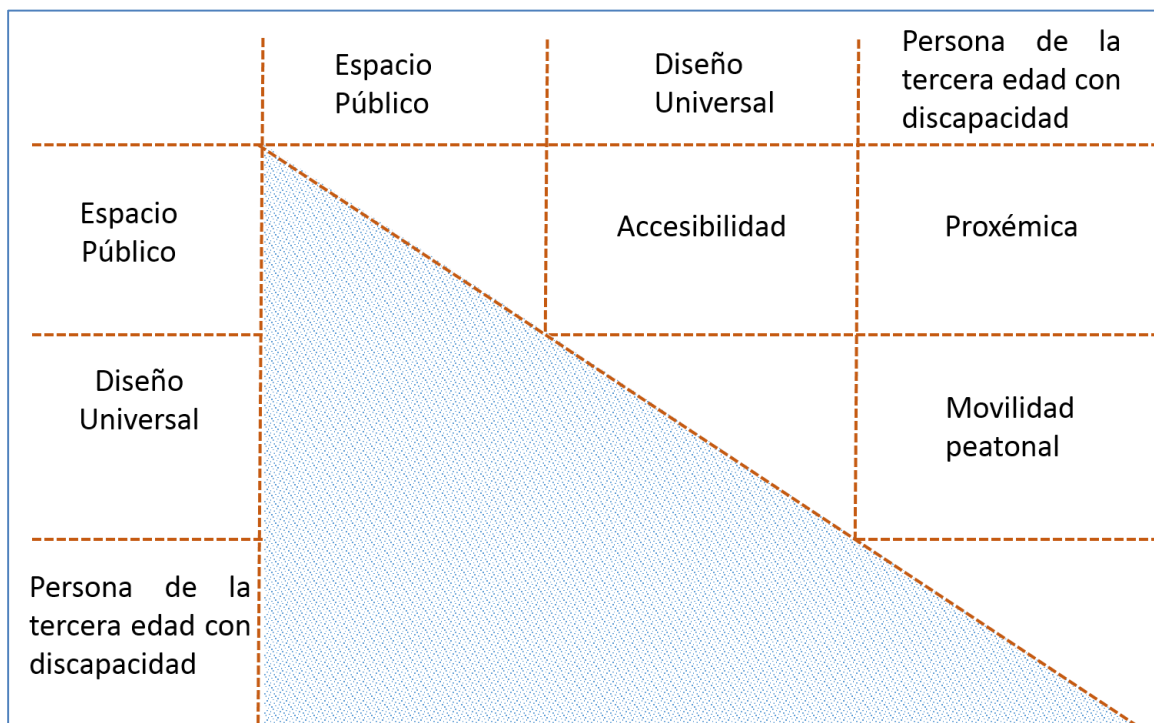 Espacio
Público
Diseño
Universal
Persona de la
tercera edad con
discapacidad
Espacio
Público
Accesibilidad
Proxémica
Diseño
Universal
Movilidad
peatonal
Persona de la
tercera edad con
discapacidad